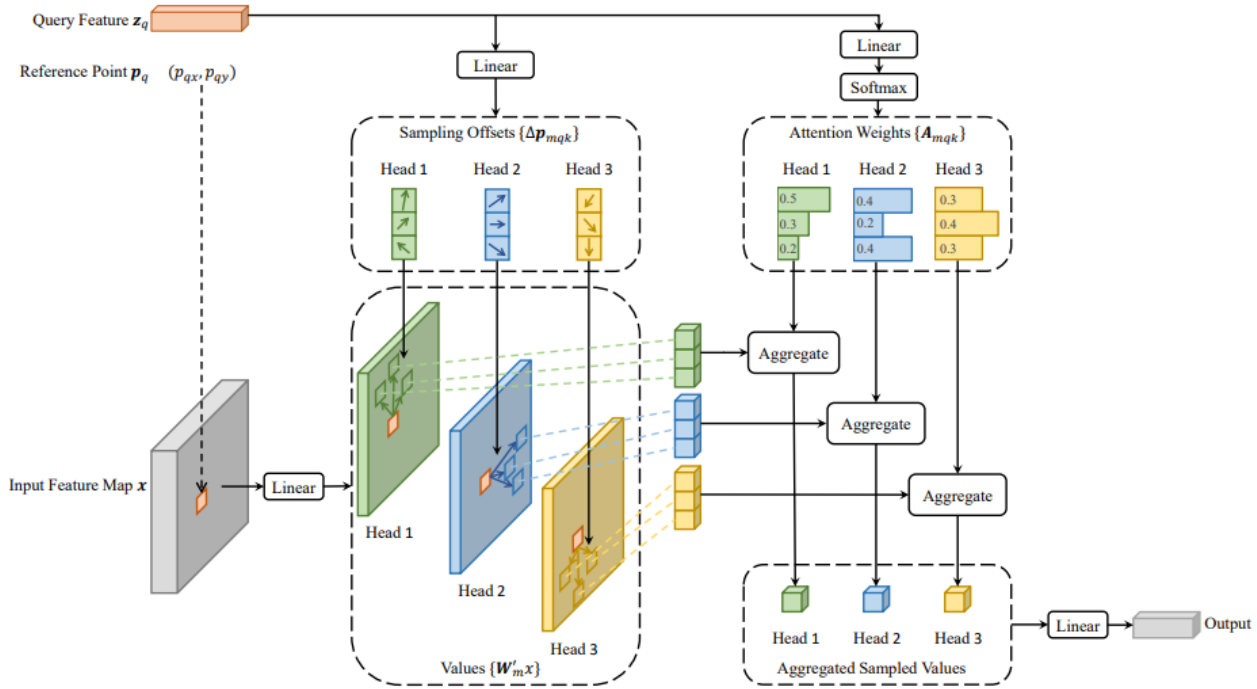 Query Feature z_q
Linear
Linear
Softmax
Reference Point p_q (p_qx, p_qy)
Sampling Offsets {Δp_mqk}
Head 1 Head 2 Head 3
Attention Weights {A_mqk}
Head 1 Head 2 Head 3
0.5 0.4 0.3
0.3 0.2 0.4
0.2 0.4 0.3
Input Feature Map x
Linear
Head 1
Head 2
Head 3
Values {W'_m x}
Aggregate
Aggregate
Aggregate
Head 1 Head 2 Head 3
Aggregated Sampled Values
Linear
Output